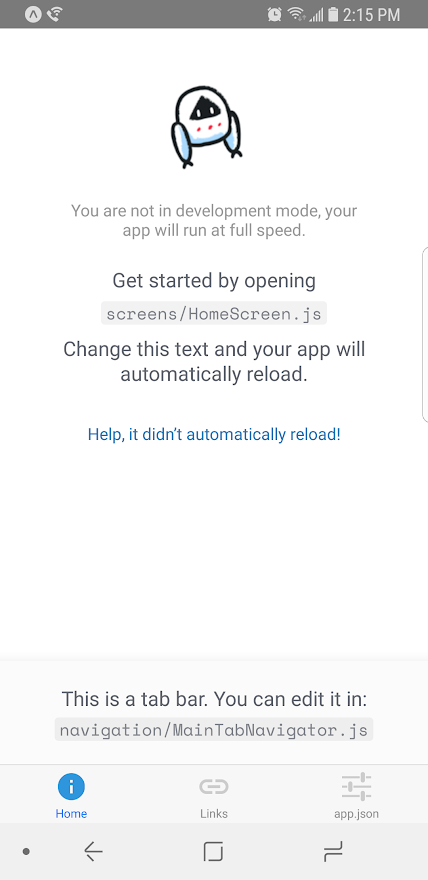 2:15 PM
You are not in development mode, your
app will run at full speed.
Get started by opening
screens/HomeScreen.js
Change this text and your app will
automatically reload.
Help, it didn’t automatically reload!
This is a tab bar. You can edit it in:
navigation/MainTabNavigator.js
Home
Links
app.json